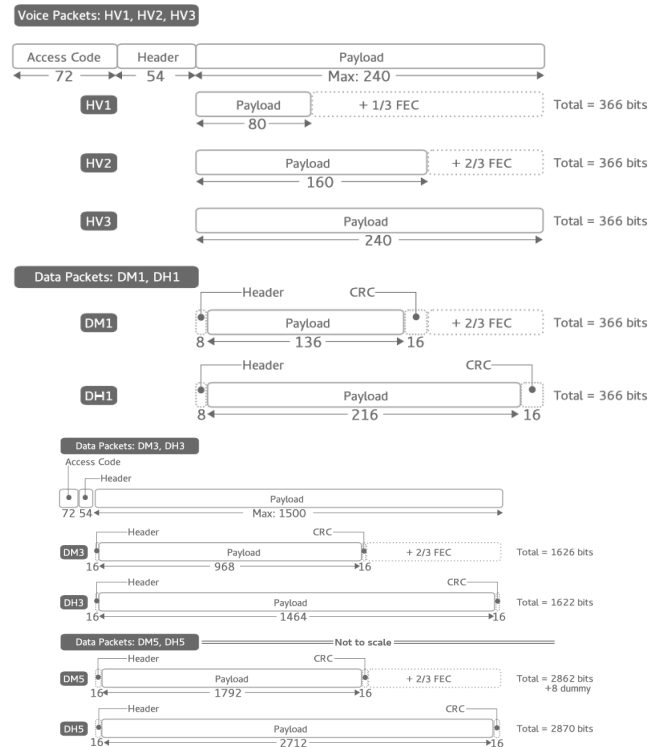 Voice Packets: HV1, HV2, HV3
Access Code Header Payload
72 54 Max: 240
HV1 Payload + 1/3 FEC Total = 366 bits
80
HV2 Payload + 2/3 FEC Total = 366 bits
160
HV3 Payload Total = 366 bits
240
Data Packets: DM1, DH1
Header CRC
DM1 Payload + 2/3 FEC Total = 366 bits
8 136 16
Header CRC
DH1 Payload Total = 366 bits
8 216 16
Data Packets: DM3, DH3
Access Code
Header
Payload
72 54 Max: 1500
Header CRC
DM3 Payload + 2/3 FEC Total = 1626 bits
16 968 16
Header CRC
DH3 Payload Total = 1622 bits
16 1464 16
Data Packets: DM5, DH5 Not to scale
Header CRC
DM5 Payload + 2/3 FEC Total = 2862 bits
16 1792 16 +8 dummy
Header CRC
DH5 Payload Total = 2870 bits
16 2712 16